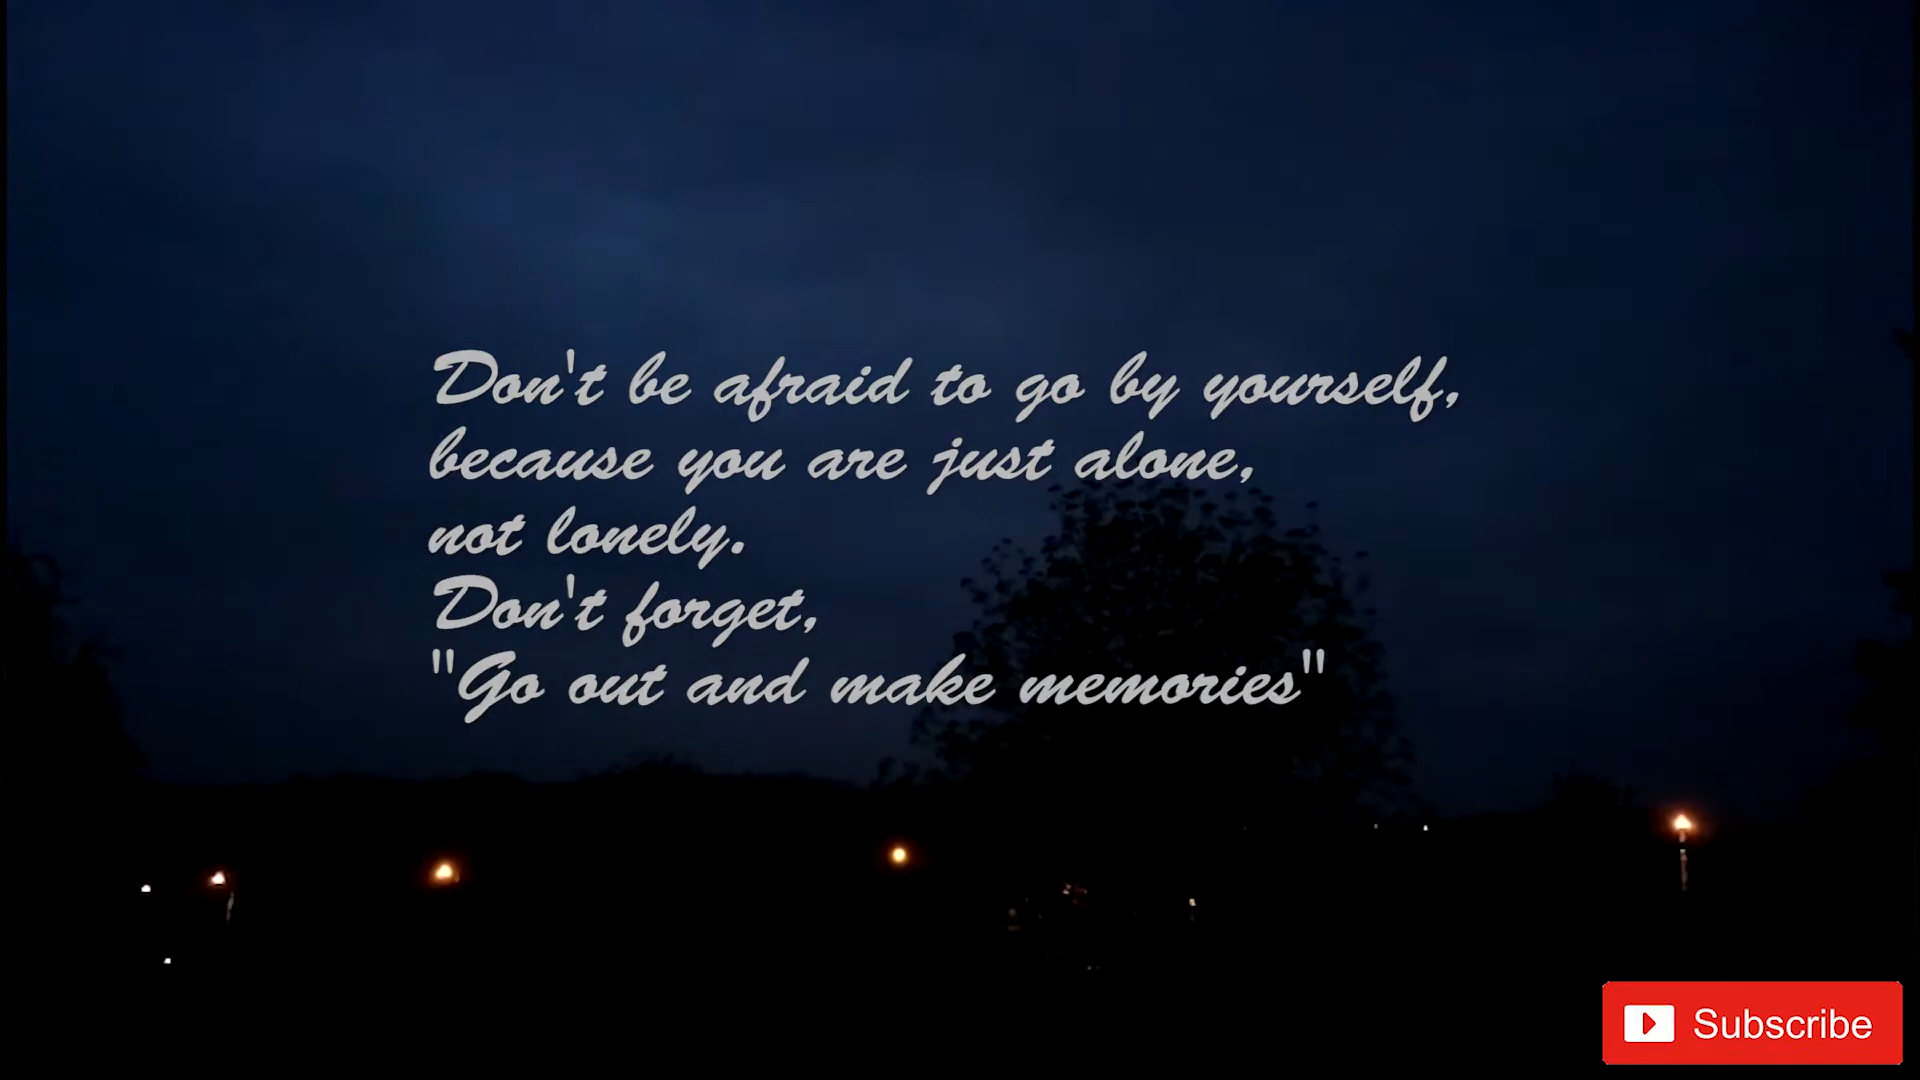 Don't be afraid to go by yourself,
because you are just alone,
not lonely.
Don't forget,
"Go out and make memories"
Subscribe